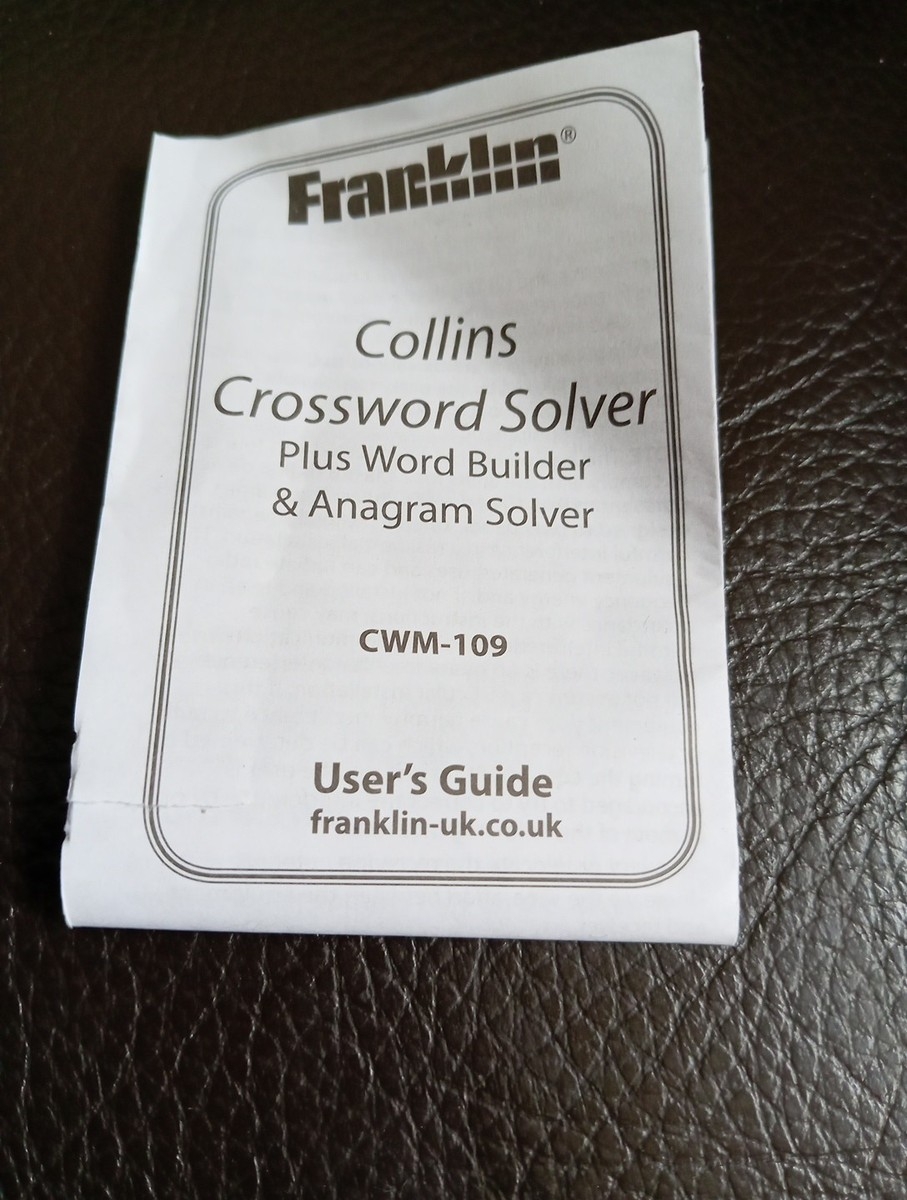 Franklin®
Collins
Crossword Solver
Plus Word Builder
& Anagram Solver
CWM-109
User's Guide
franklin-uk.co.uk